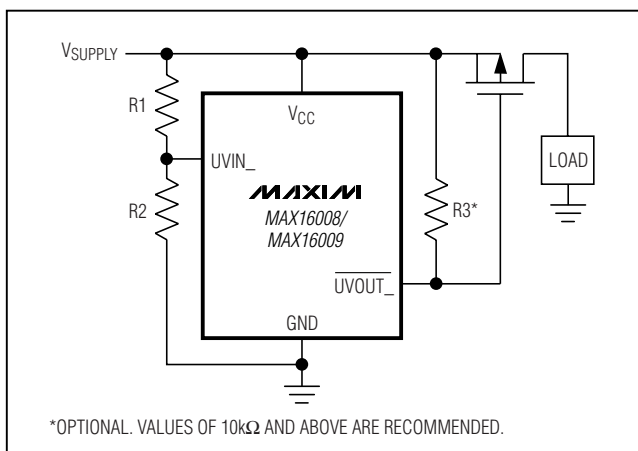 VSUPPLY
R1
VCC
UVIN_
LOAD
MAXIM
R2
MAX16008/
MAX16009
R3*
UVOUT_
GND
*OPTIONAL. VALUES OF 10kΩ AND ABOVE ARE RECOMMENDED.